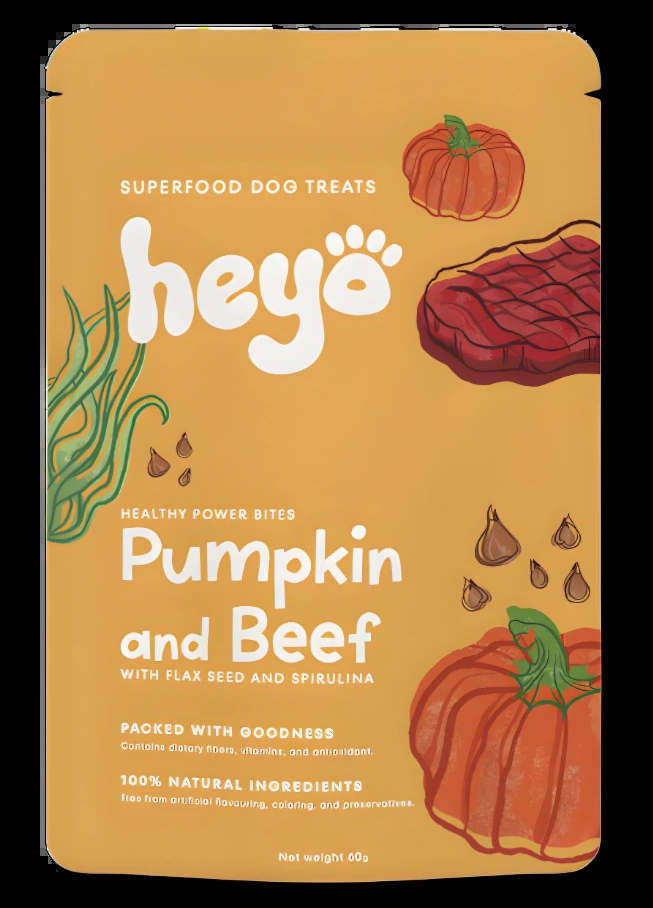 SUPERFOOD DOG TREATS
heyo
HEALTHY POWER BITES
Pumpkin
and Beef
WITH FLAX SEED AND SPIRULINA
PACKED WITH GOODNESS
Contains dietary fibers, vitamins, and antioxidant.
100% NATURAL INGREDIENTS
Free from artificial flavouring, coloring, and preservatives.
Net weight